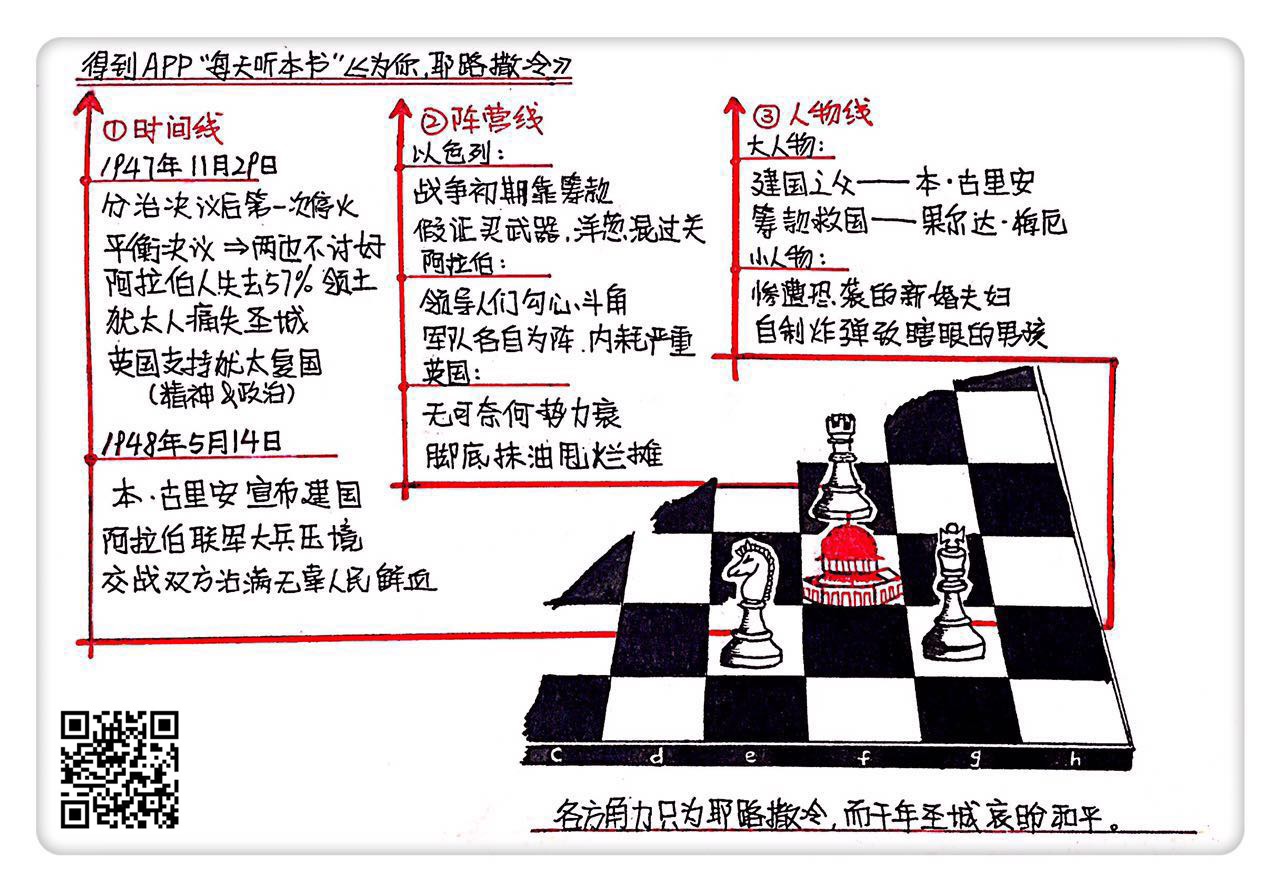 得到APP“每天听本书”《为你,耶路撒冷》
①时间线
1947年11月29日
分治决议后第一次停火
平衡决议⇒两边不讨好
阿拉伯人失去57%领土
犹太人痛失圣城
英国支持犹太复国
(精神&政治)
1948年5月14日
本·古里安宣布建国
阿拉伯联军大兵压境
交战双方沾满无辜人民鲜血
②阵营线
以色列:
战争初期靠筹款
假证买武器,洋葱混过关
阿拉伯:
领导人们勾心斗角
军队各自为阵,内耗严重
英国:
无可奈何势力衰
脚底抹油甩烂摊
③人物线
大人物:
建国之父——本·古里安
筹款救国——果尔达·梅厄
小人物:
惨遭恐袭的新婚夫妇
自制炸弹致瞎眼的男孩
c d e f g h
各方角力只为耶路撒冷,而千年圣城哀盼和平。